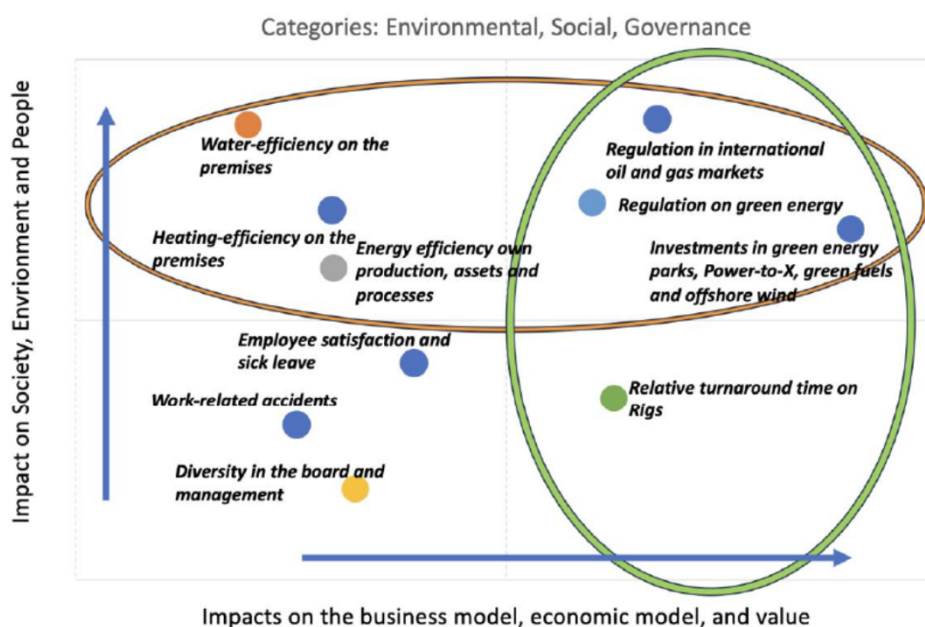 Categories: Environmental, Social, Governance
Impact on Society, Envrionment and People
Water-efficiency on the
premises
Regulation in international
oil and gas markets
Regulation on green energy
Heating-efficiency on the
premises
Energy efficiency own
production, assets and
processes
Investments in green energy
parks, Power-to-X, green fuels
and offshore wind
Employee satisfaction and
sick leave
Work-related accidents
Relative turnaround time on
Rigs
Diversity in the board and
management
Impacts on the business model, economic model, and value